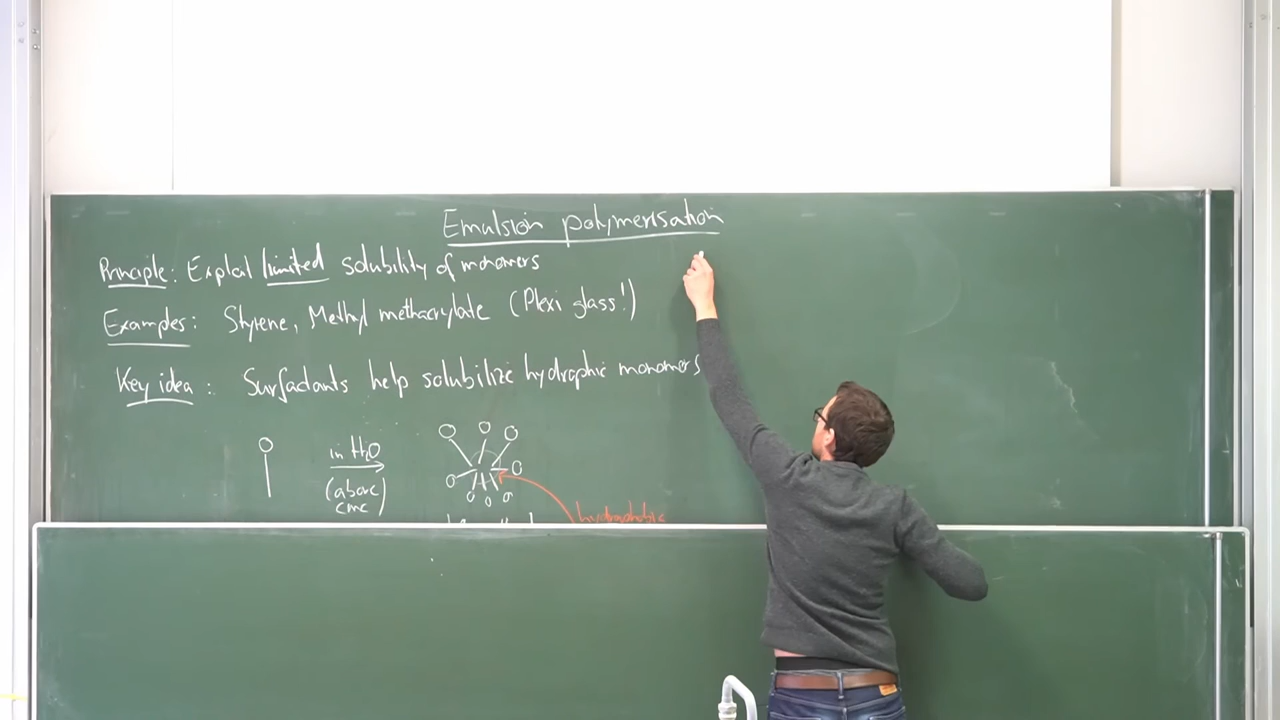 Emulsion polymerisation
Principle: Exploit limited solubility of monomers
Examples: Styrene, Methyl methacrylate (Plexi glass!)
Key idea: Surfactants help solubilize hydrophic monomers
in H₂O
(above
cmc)
hydrophobic